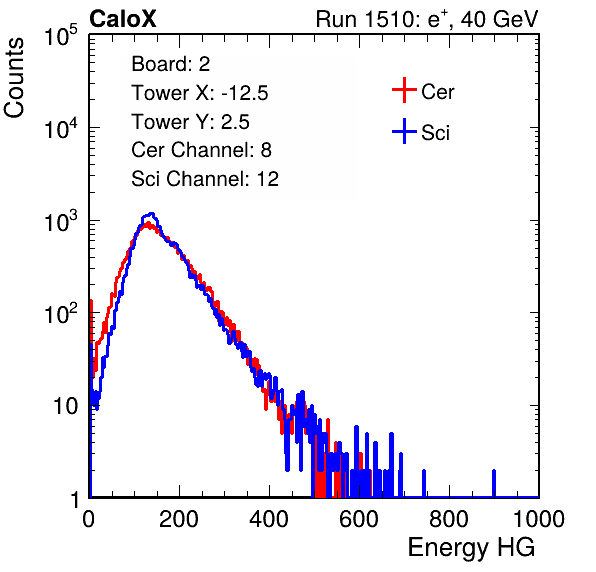 CaloX Run 1510: e⁺, 40 GeV
Counts
Board: 2
Tower X: -12.5
Tower Y: 2.5
Cer Channel: 8
Sci Channel: 12
Cer
Sci
10⁵
10⁴
10³
10²
10
1
0 200 400 600 800 1000
Energy HG